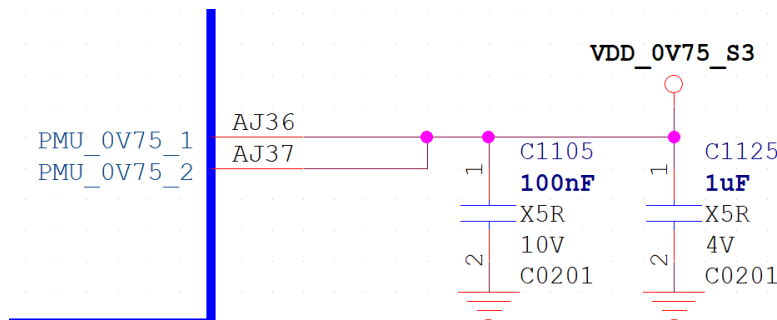 VDD_0V75_S3
PMU_0V75_1
AJ36
PMU_0V75_2
AJ37
1
C1105
100nF
X5R
10V
2
C0201
1
C1125
1uF
X5R
4V
2
C0201